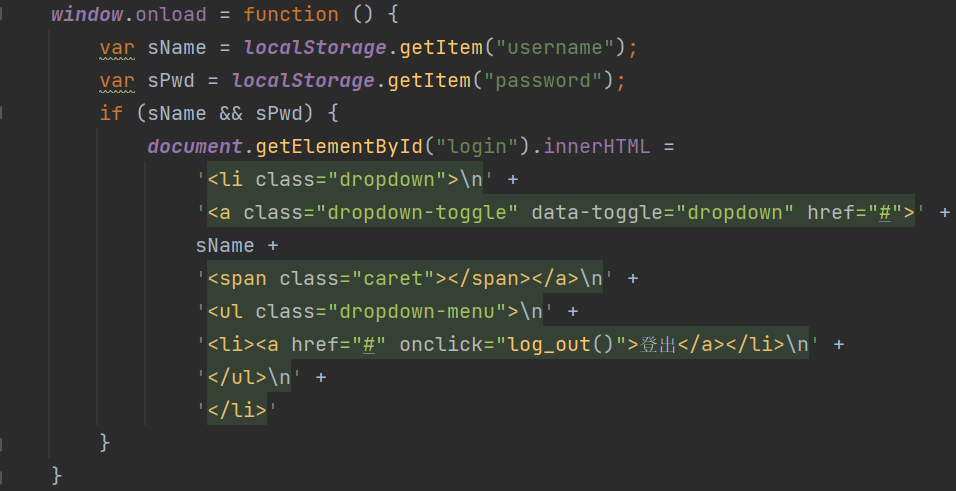 window.onload = function () {
    var sName = localStorage.getItem("username");
    var sPwd = localStorage.getItem("password");
    if (sName && sPwd) {
        document.getElementById("login").innerHTML =
            '<li class="dropdown">\n' +
            '<a class="dropdown-toggle" data-toggle="dropdown" href="#">' +
            sName +
            '<span class="caret"></span></a>\n' +
            '<ul class="dropdown-menu">\n' +
            '<li><a href="#" onclick="log_out()">登出</a></li>\n' +
            '</ul>\n' +
            '</li>'
    }
}